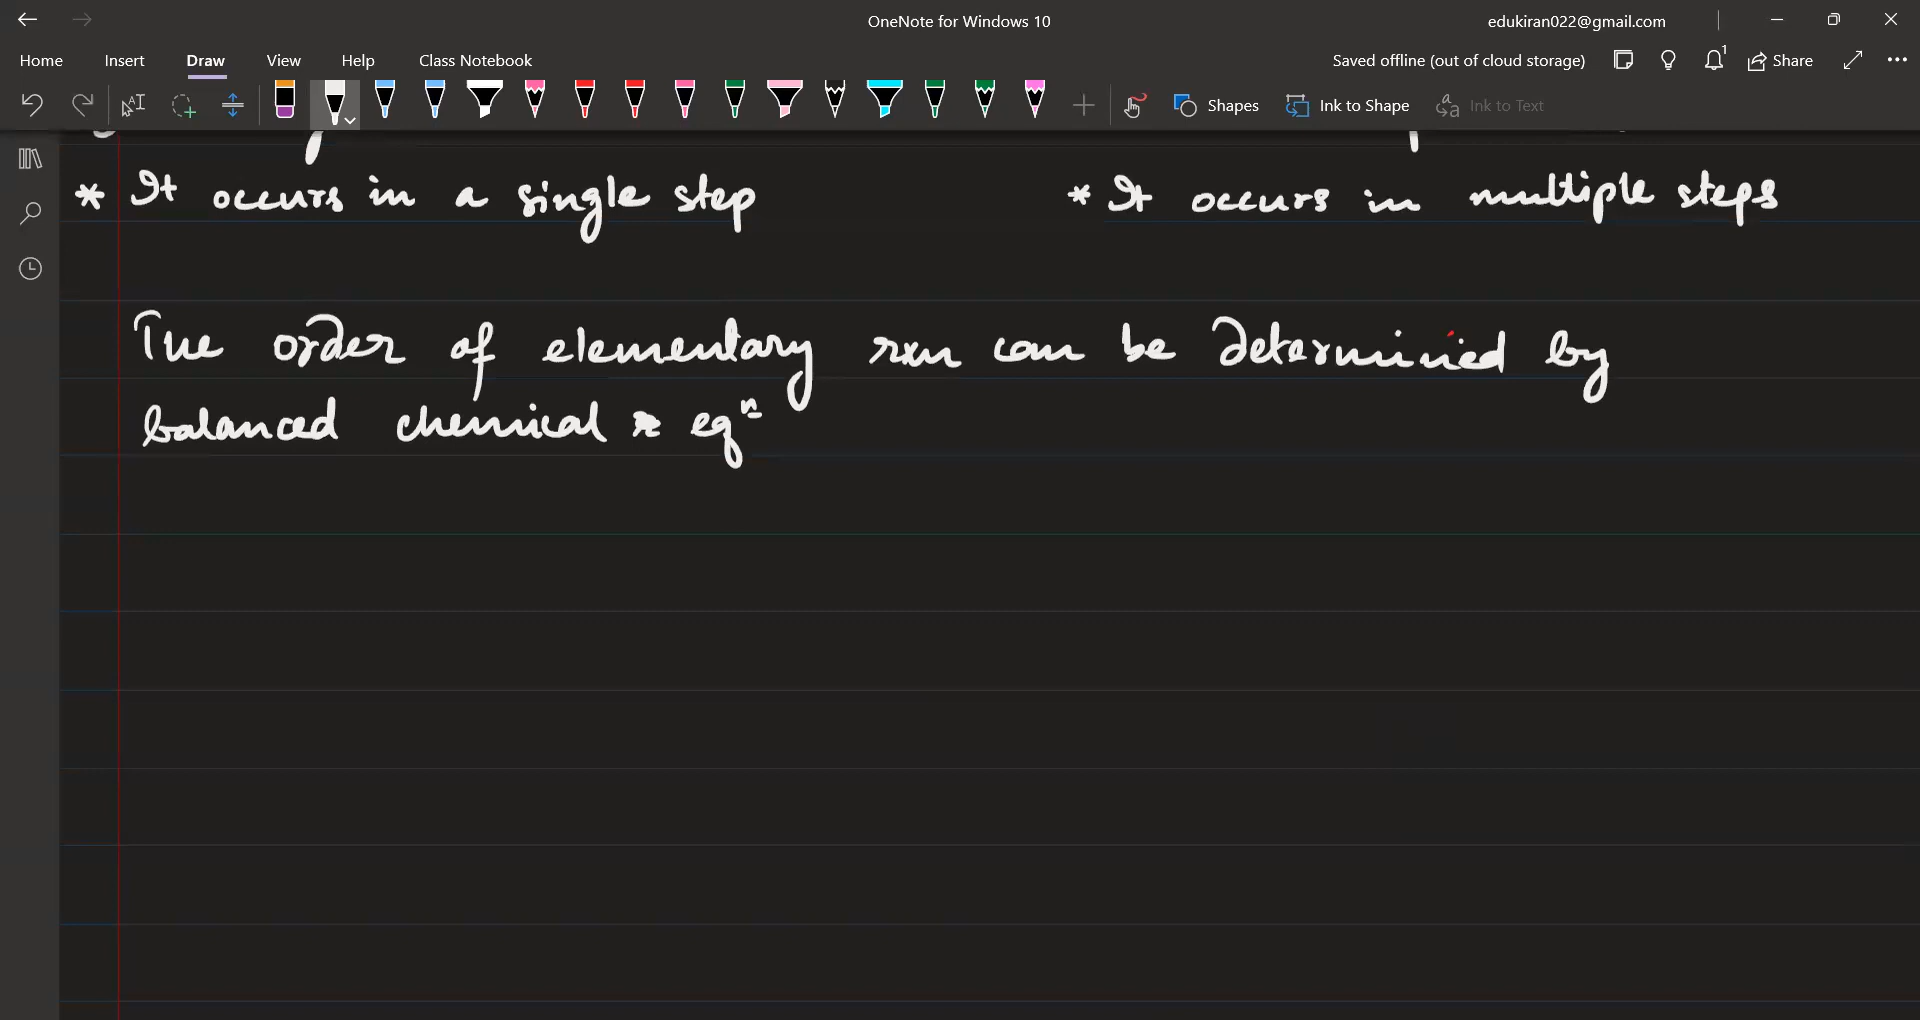 OneNote for Windows 10
edukiran022@gmail.com
Home Insert Draw View Help Class Notebook
Saved offline (out of cloud storage)
1
Share
Shapes
Ink to Shape
Ink to Text
* It occurs in a single step
* It occurs in multiple steps
The order of elementary rxn can be determinied by
balanced chemical eqⁿ